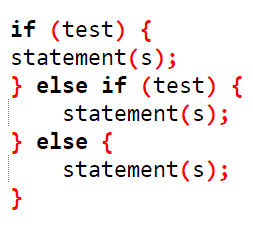 if (test) {
statement(s);
} else if (test) {
    statement(s);
} else {
    statement(s);
}